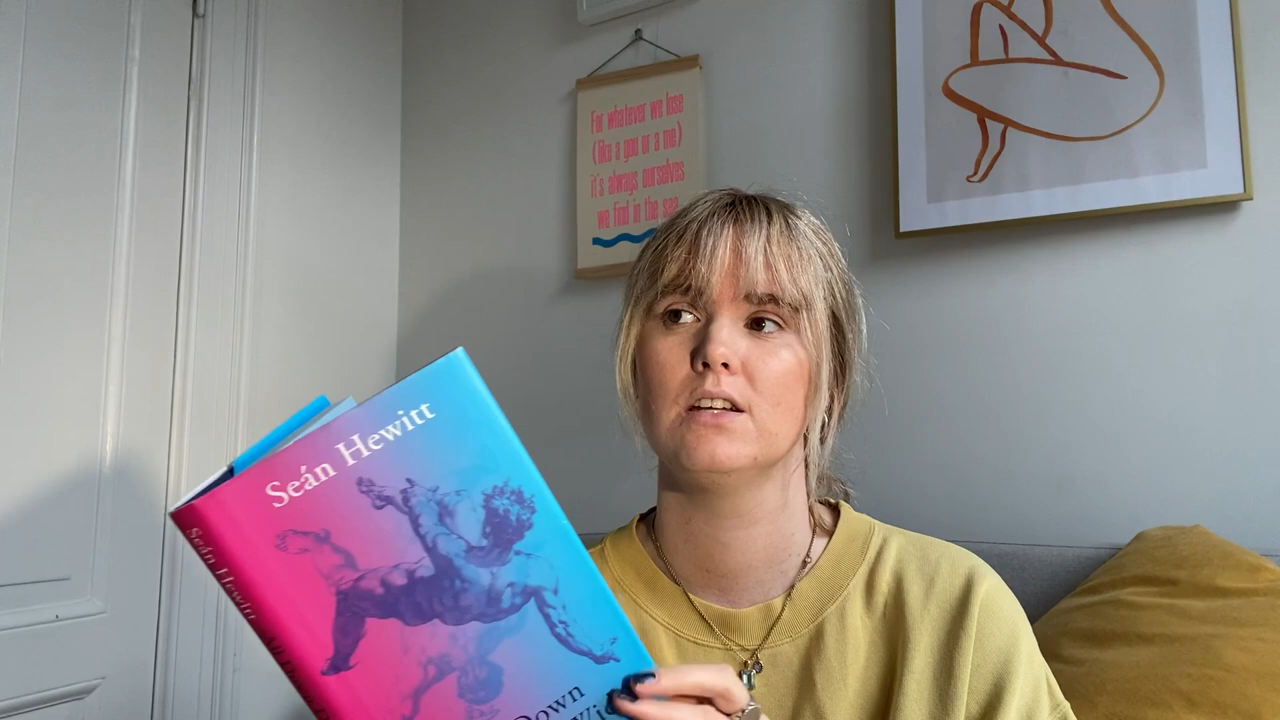 For whatever we lose
(like a you or a me)
it's always ourselves
we find in the sea
Seán Hewitt
Down
Seán Hewitt